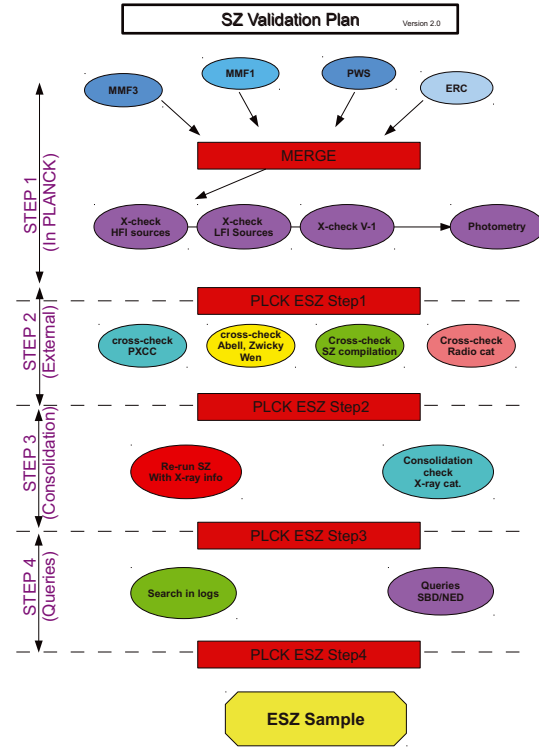 SZ Validation Plan
Version 2.0
MMF3
MMF1
PWS
ERC
MERGE
STEP 1
(In PLANCK)
X-check
HFI sources
X-check
LFI Sources
X-check V-1
Photometry
PLCK ESZ Step1
STEP 2
(External)
cross-check
PXCC
cross-check
Abell, Zwicky
Wen
Cross-check
SZ compilation
Cross-check
Radio cat
PLCK ESZ Step2
STEP 3
(Consolidation)
Re-run SZ
With X-ray info
Consolidation
check
X-ray cat.
PLCK ESZ Step3
STEP 4
(Queries)
Search in logs
Queries
SBD/NED
PLCK ESZ Step4
ESZ Sample